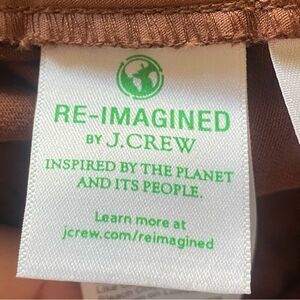 RE-IMAGINED
BY J.CREW
INSPIRED BY THE PLANET
AND ITS PEOPLE.
Learn more at
jcrew.com/reimagined